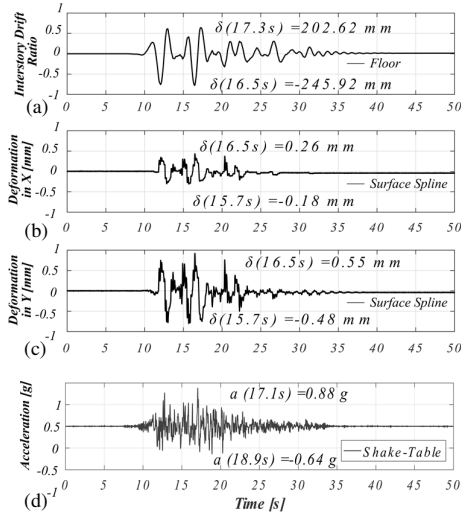 1
δ(17.3s)=202.62 mm
0.5
0
Interstory Drift
Ratio
Floor
-0.5
δ(16.5s)=-245.92 mm
(a) -1
0 5 10 15 20 25 30 35 40 45 50
1
δ(16.5s)=0.26 mm
0.5
0
Deformation
in X [mm]
Surface Spline
-0.5
δ(15.7s)=-0.18 mm
(b) -1
0 5 10 15 20 25 30 35 40 45 50
1
δ(16.5s)=0.55 mm
0.5
0
Deformation
in Y [mm]
Surface Spline
-0.5
δ(15.7s)=-0.48 mm
(c) -1
0 5 10 15 20 25 30 35 40 45 50
1
a(17.1s)=0.88 g
0.5
0
Acceleration [g]
Shake-Table
-0.5
a(18.9s)=-0.64 g
(d) -1
0 5 10 15 20 25 30 35 40 45 50
Time [s]